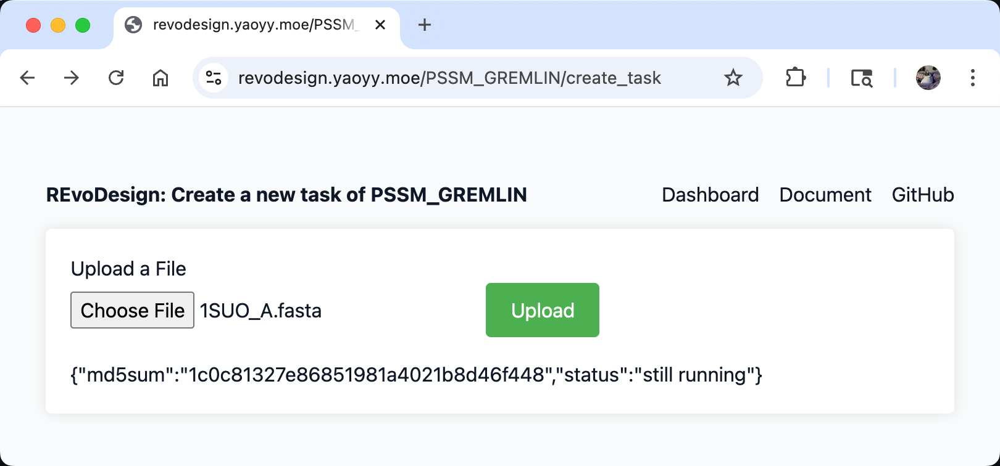 revodesign.yaoyy.moe/PSSM_
revodesign.yaoyy.moe/PSSM_GREMLIN/create_task
REvoDesign: Create a new task of PSSM_GREMLIN Dashboard Document GitHub
Upload a File
Choose File 1SUO_A.fasta Upload
{"md5sum":"1c0c81327e86851981a4021b8d46f448","status":"still running"}